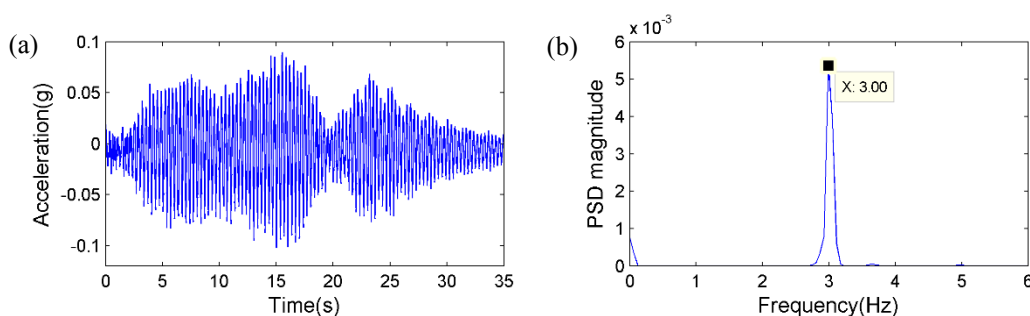 (a)
Acceleration(g)
0.1
0.05
0
-0.05
-0.1
0 5 10 15 20 25 30 35
Time(s)
(b)
x 10⁻³
PSD magnitude
6
5
4
3
2
1
0
X: 3.00
0 1 2 3 4 5 6
Frequency(Hz)